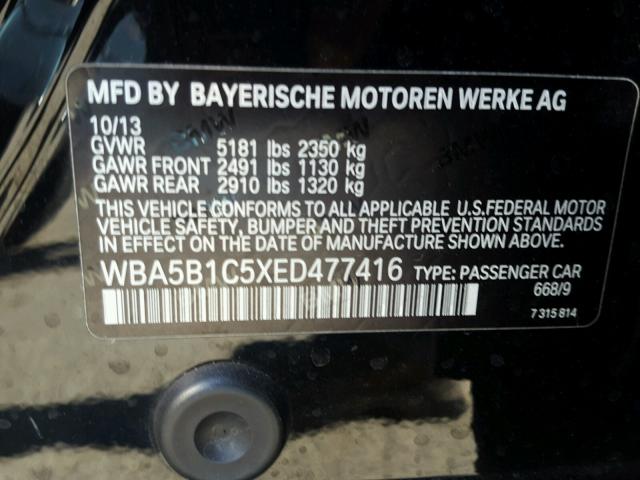 MFD BY BAYERISCHE MOTOREN WERKE AG
10/13
GVWR 5181 lbs 2350 kg
GAWR FRONT 2491 lbs 1130 kg
GAWR REAR 2910 lbs 1320 kg
THIS VEHICLE CONFORMS TO ALL APPLICABLE U.S.FEDERAL MOTOR
VEHICLE SAFETY, BUMPER AND THEFT PREVENTION STANDARDS
IN EFFECT ON THE DATE OF MANUFACTURE SHOWN ABOVE.
WBA5B1C5XED477416 TYPE: PASSENGER CAR
668/9
7 315 814